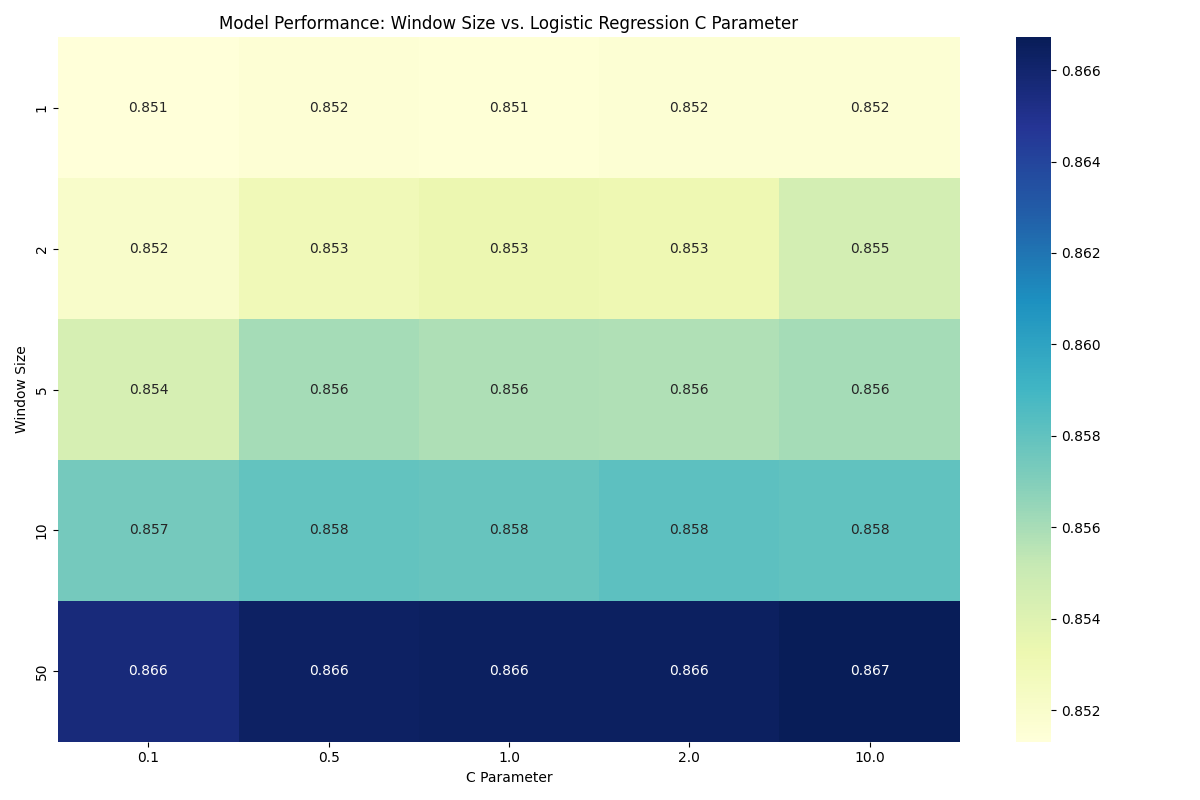 Model Performance: Window Size vs. Logistic Regression C Parameter
Window Size
1 0.851 0.852 0.851 0.852 0.852
2 0.852 0.853 0.853 0.853 0.855
5 0.854 0.856 0.856 0.856 0.856
10 0.857 0.858 0.858 0.858 0.858
50 0.866 0.866 0.866 0.866 0.867
0.1 0.5 1.0 2.0 10.0
C Parameter
0.866
0.864
0.862
0.860
0.858
0.856
0.854
0.852